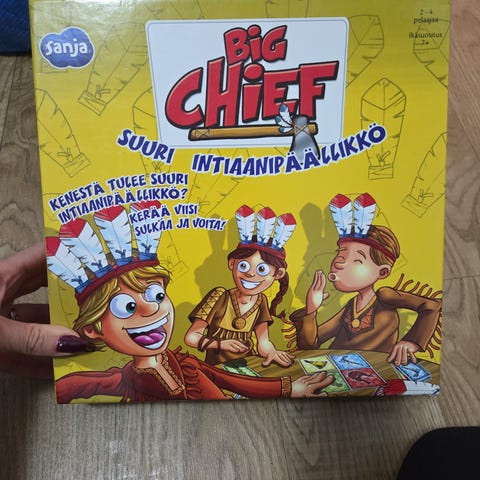 Sanja
2 - 4
pelaajaa
Ikäsuositus
7+
BIG
CHIEF
SUURI INTIAANIPÄÄLLIKKÖ
KENESTÄ TULEE SUURI
INTIAANIPÄÄLLIKKÖ?
KERÄÄ VIISI
SULKAA JA VOITA!